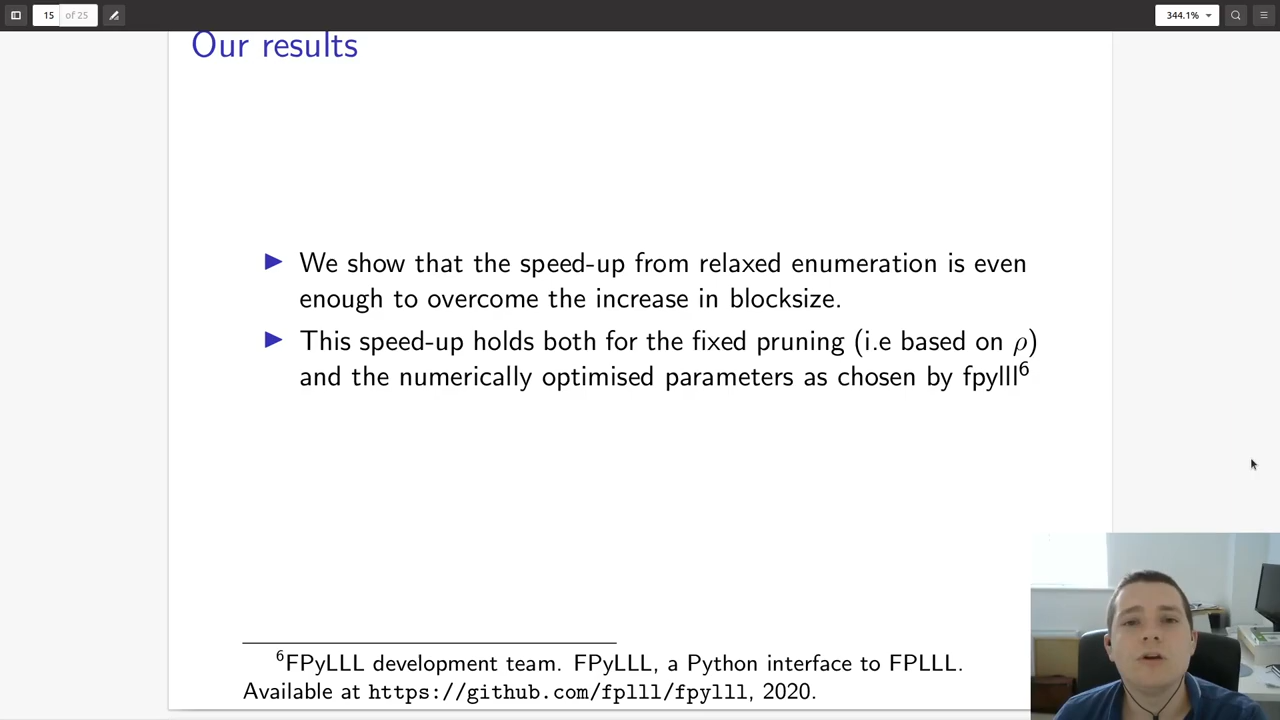 15 of 25
344.1%
Our results
We show that the speed-up from relaxed enumeration is even
enough to overcome the increase in blocksize.
This speed-up holds both for the fixed pruning (i.e based on ρ)
and the numerically optimised parameters as chosen by fpylll⁶
⁶FPyLLL development team. FPyLLL, a Python interface to FPLLL.
Available at https://github.com/fplll/fpylll, 2020.